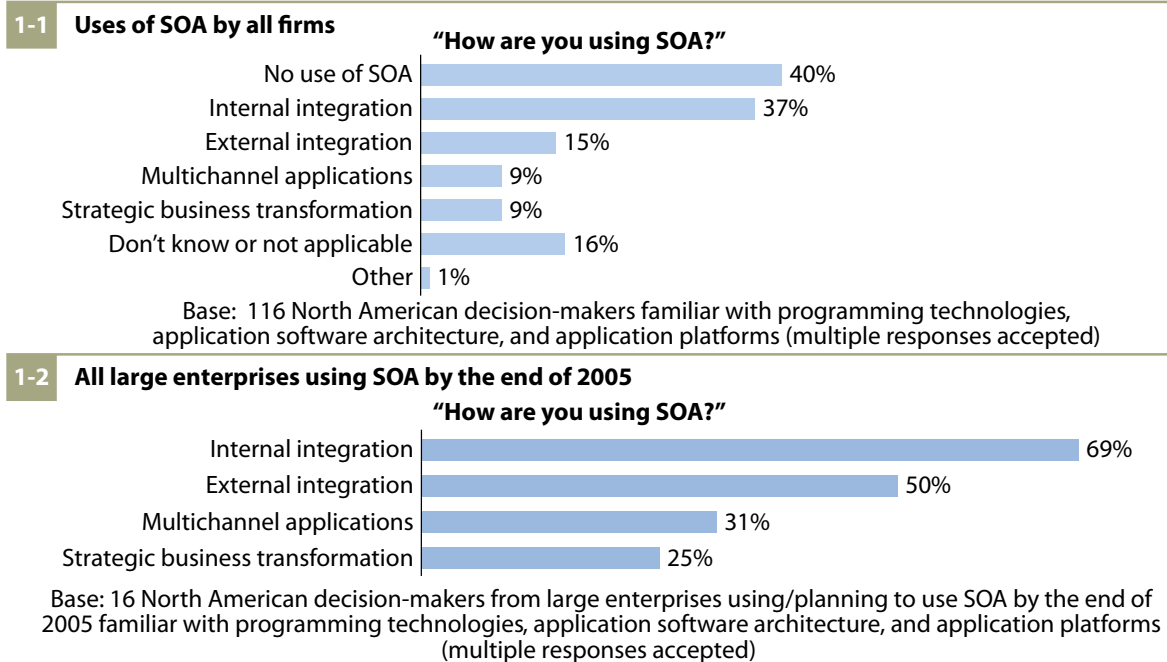 1-1 Uses of SOA by all firms
“How are you using SOA?”
No use of SOA 40%
Internal integration 37%
External integration 15%
Multichannel applications 9%
Strategic business transformation 9%
Don’t know or not applicable 16%
Other 1%
Base: 116 North American decision-makers familiar with programming technologies,
application software architecture, and application platforms (multiple responses accepted)
1-2 All large enterprises using SOA by the end of 2005
“How are you using SOA?”
Internal integration 69%
External integration 50%
Multichannel applications 31%
Strategic business transformation 25%
Base: 16 North American decision-makers from large enterprises using/planning to use SOA by the end of
2005 familiar with programming technologies, application software architecture, and application platforms
(multiple responses accepted)